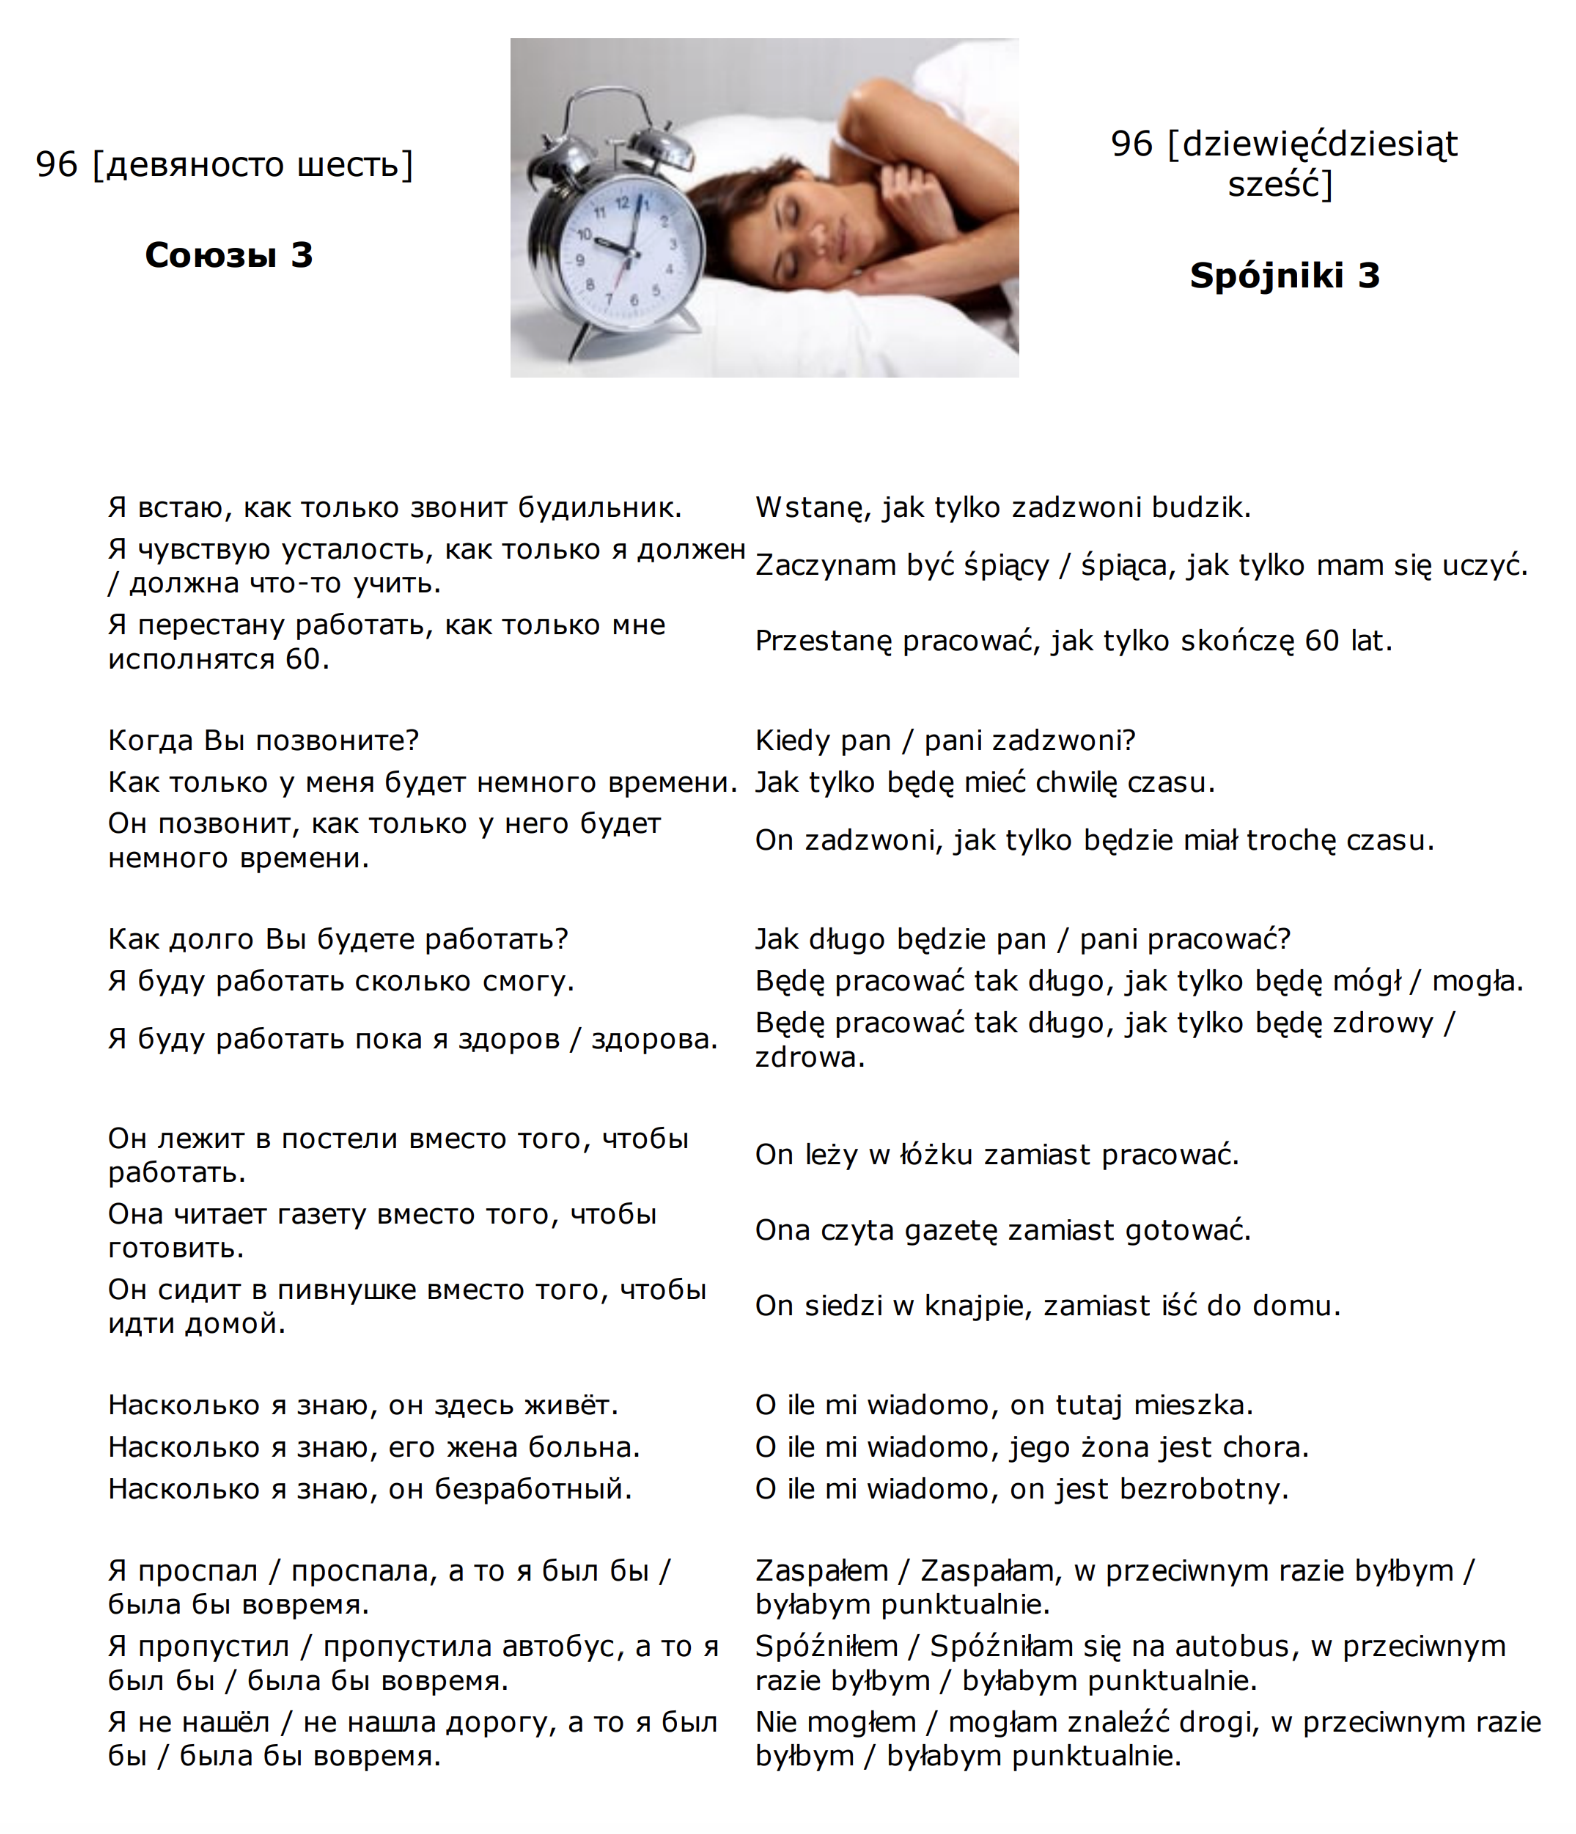 96 [девяносто шесть]
Союзы 3
12
1
2
3
4
5
6
7
8
9
10
11
96 [dziewięćdziesiąt
sześć]
Spójniki 3
Я встаю, как только звонит будильник.
Wstanę, jak tylko zadzwoni budzik.
Я чувствую усталость, как только я должен
/ должна что-то учить.
Zaczynam być śpiący / śpiąca, jak tylko mam się uczyć.
Я перестану работать, как только мне
исполнятся 60.
Przestanę pracować, jak tylko skończę 60 lat.
Когда Вы позвоните?
Kiedy pan / pani zadzwoni?
Как только у меня будет немного времени.
Jak tylko będę mieć chwilę czasu.
Он позвонит, как только у него будет
немного времени.
On zadzwoni, jak tylko będzie miał trochę czasu.
Как долго Вы будете работать?
Jak długo będzie pan / pani pracować?
Я буду работать сколько смогу.
Będę pracować tak długo, jak tylko będę mógł / mogła.
Я буду работать пока я здоров / здорова.
Będę pracować tak długo, jak tylko będę zdrowy /
zdrowa.
Он лежит в постели вместо того, чтобы
работать.
On leży w łóżku zamiast pracować.
Она читает газету вместо того, чтобы
готовить.
Ona czyta gazetę zamiast gotować.
Он сидит в пивнушке вместо того, чтобы
идти домой.
On siedzi w knajpie, zamiast iść do domu.
Насколько я знаю, он здесь живёт.
O ile mi wiadomo, on tutaj mieszka.
Насколько я знаю, его жена больна.
O ile mi wiadomo, jego żona jest chora.
Насколько я знаю, он безработный.
O ile mi wiadomo, on jest bezrobotny.
Я проспал / проспала, а то я был бы /
была бы вовремя.
Zaspałem / Zaspałam, w przeciwnym razie byłbym /
byłabym punktualnie.
Я пропустил / пропустила автобус, а то я
был бы / была бы вовремя.
Spóźniłem / Spóźniłam się na autobus, w przeciwnym
razie byłbym / byłabym punktualnie.
Я не нашёл / не нашла дорогу, а то я был
бы / была бы вовремя.
Nie mogłem / mogłam znaleźć drogi, w przeciwnym razie
byłbym / byłabym punktualnie.